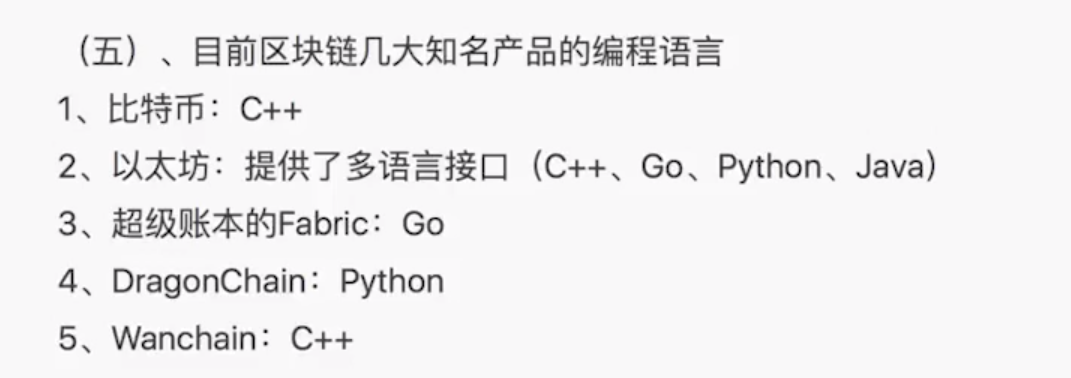 （五）、目前区块链几大知名产品的编程语言
1、比特币：C++
2、以太坊：提供了多语言接口（C++、Go、Python、Java）
3、超级账本的Fabric：Go
4、DragonChain：Python
5、Wanchain：C++